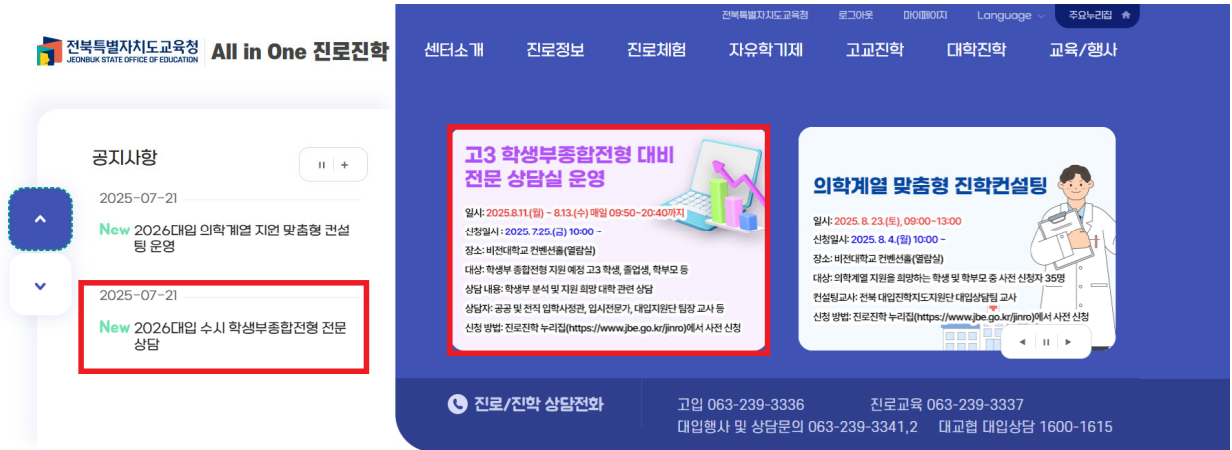 전북특별자치도교육청 로그아웃 마이페이지 Language 주요누리집
전북특별자치도교육청
JEONBUK STATE OFFICE OF EDUCATION
All in One 진로진학
센터소개 진로정보 진로체험 자유학기제 고교진학 대학진학 교육/행사
공지사항
2025-07-21
New 2026대입 의학계열 지원 맞춤형 컨설
팅 운영
2025-07-21
New 2026대입 수시 학생부종합전형 전문
상담
고3 학생부종합전형 대비
전문 상담실 운영
일시: 2025.8.11.(월) ~ 8.13.(수) 매일 09:50~20:40까지
신청일시 : 2025. 7.25.(금) 10:00 ~
장소: 비전대학교 컨벤션홀(열람실)
대상: 학생부 종합전형 지원 예정 고3 학생, 졸업생, 학부모 등
상담 내용: 학생부 분석 및 지원 희망 대학 관련 상담
상담자: 공공 및 전직 입학사정관, 입시전문가, 대입지원단 팀장 교사 등
신청 방법: 진로진학 누리집(https://www.jbe.go.kr/jinro)에서 사전 신청
의학계열 맞춤형 진학컨설팅
일시: 2025. 8. 23.(토), 09:00~13:00
신청일시: 2025. 8. 4.(월) 10:00 ~
장소: 비전대학교 컨벤션홀(열람실)
대상: 의학계열 지원을 희망하는 학생 및 학부모 중 사전 신청자 35명
컨설팅교사: 전북 대입진학지도지원단 대입상담팀 교사
신청 방법: 진로진학 누리집(https://www.jbe.go.kr/jinro)에서 사전 신청
진로/진학 상담전화
고입 063-239-3336 진로교육 063-239-3337
대입행사 및 상담문의 063-239-3341,2 대교협 대입상담 1600-1615